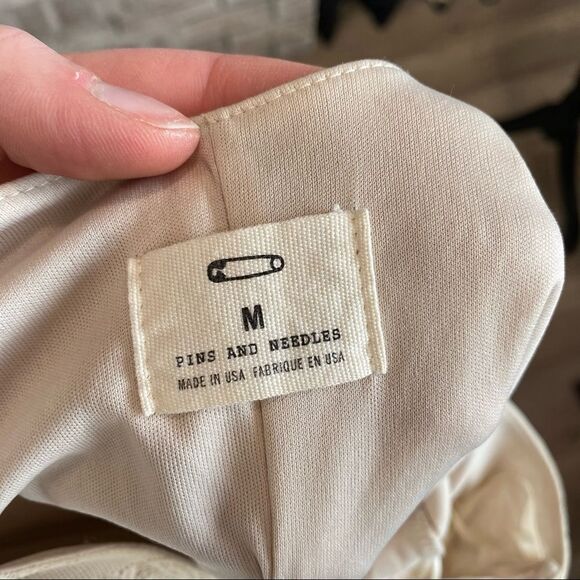 M
PINS AND NEEDLES
MADE IN USA FABRIQUE EN USA